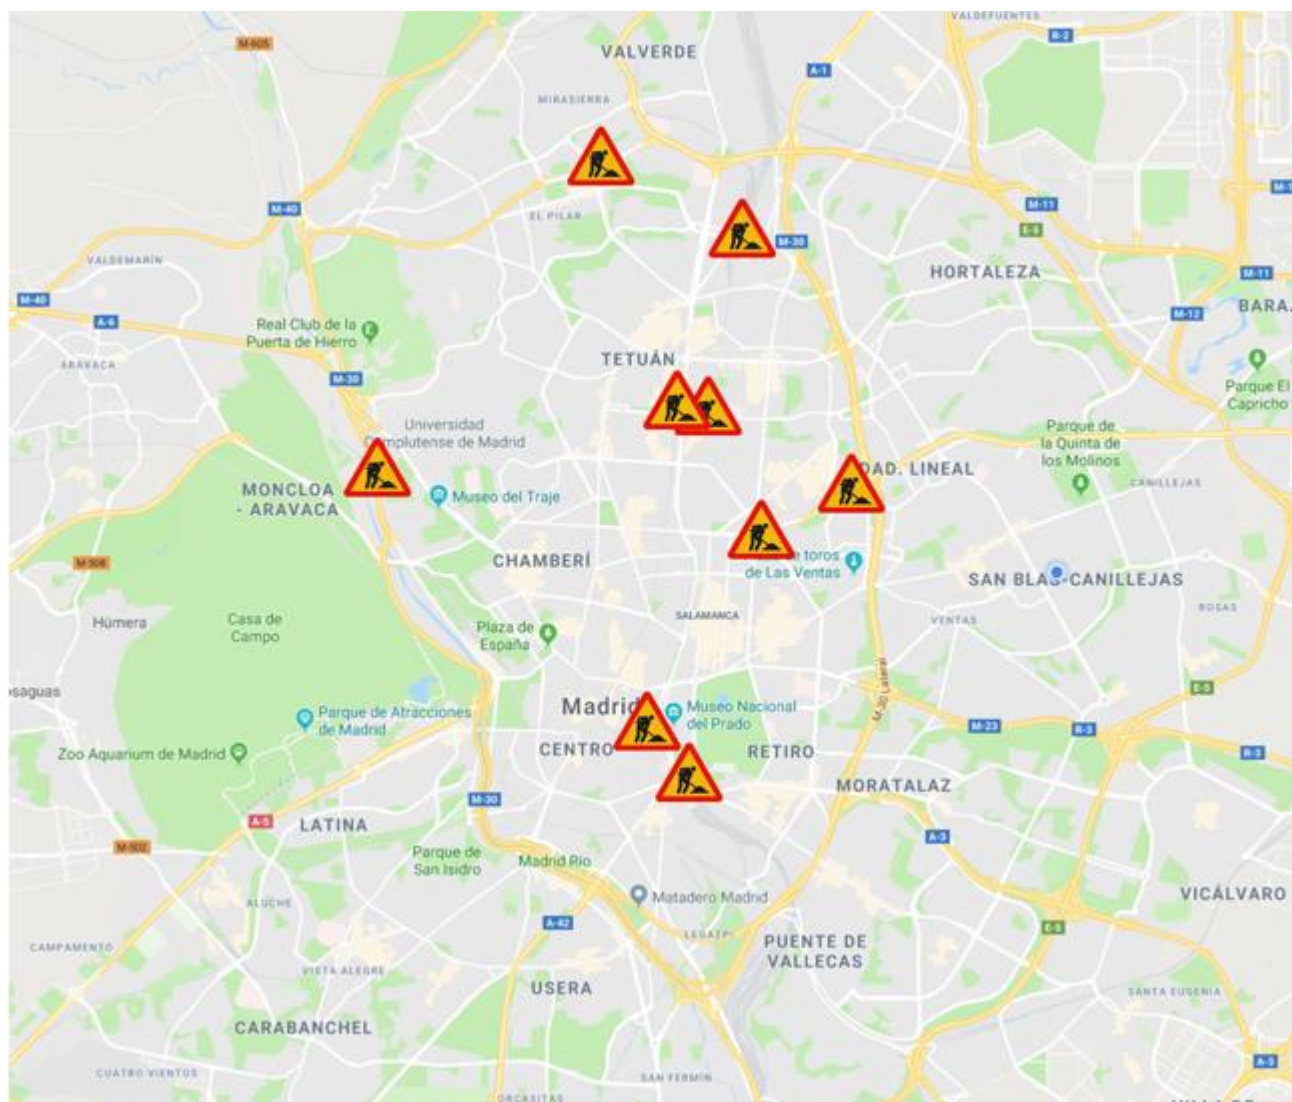 VALDEFUENTES
M-605
R-2
VALVERDE
A-1
MIRASIERRA
M-40
M-11
EL PILAR
M-30
E-5
VALDEMARÍN
HORTALEZA
M-11
M-40
BARAJ
A-6
M-12
Real Club de la
Puerta de Hierro
TETUÁN
ARAVACA
M-30
Parque El
Capricho
Universidad
Complutense de Madrid
Parque de
la Quinta de
los Molinos
DAD. LINEAL
MONCLOA
- ARAVACA
Museo del Traje
CANILLEJAS
CHAMBERÍ
de toros
de Las Ventas
M-508
SAN BLAS-CANILLEJAS
ROSAS
Húmera
Casa de
Campo
SALAMANCA
VENTAS
Plaza de
España
osaguas
M-30 Lateral
E-5
Parque de Atracciones
de Madrid
Madrid
Museo Nacional
del Prado
M-23
R-3
Zoo Aquarium de Madrid
CENTRO
RETIRO
R-3
MORATALAZ
M-30
A-5
LATINA
A-3
M-502
Parque de
San Isidro
Madrid Río
ALUCHE
Matadero Madrid
VICÁLVARO
A-42
E-5
LEGAZPI
CAMPAMENTO
PUENTE DE
VALLECAS
VISTA ALEGRE
USERA
SANTA EUGENIA
CARABANCHEL
A-3
CUATRO VIENTOS
SAN FERMÍN
ORCASITAS
VILLA DE